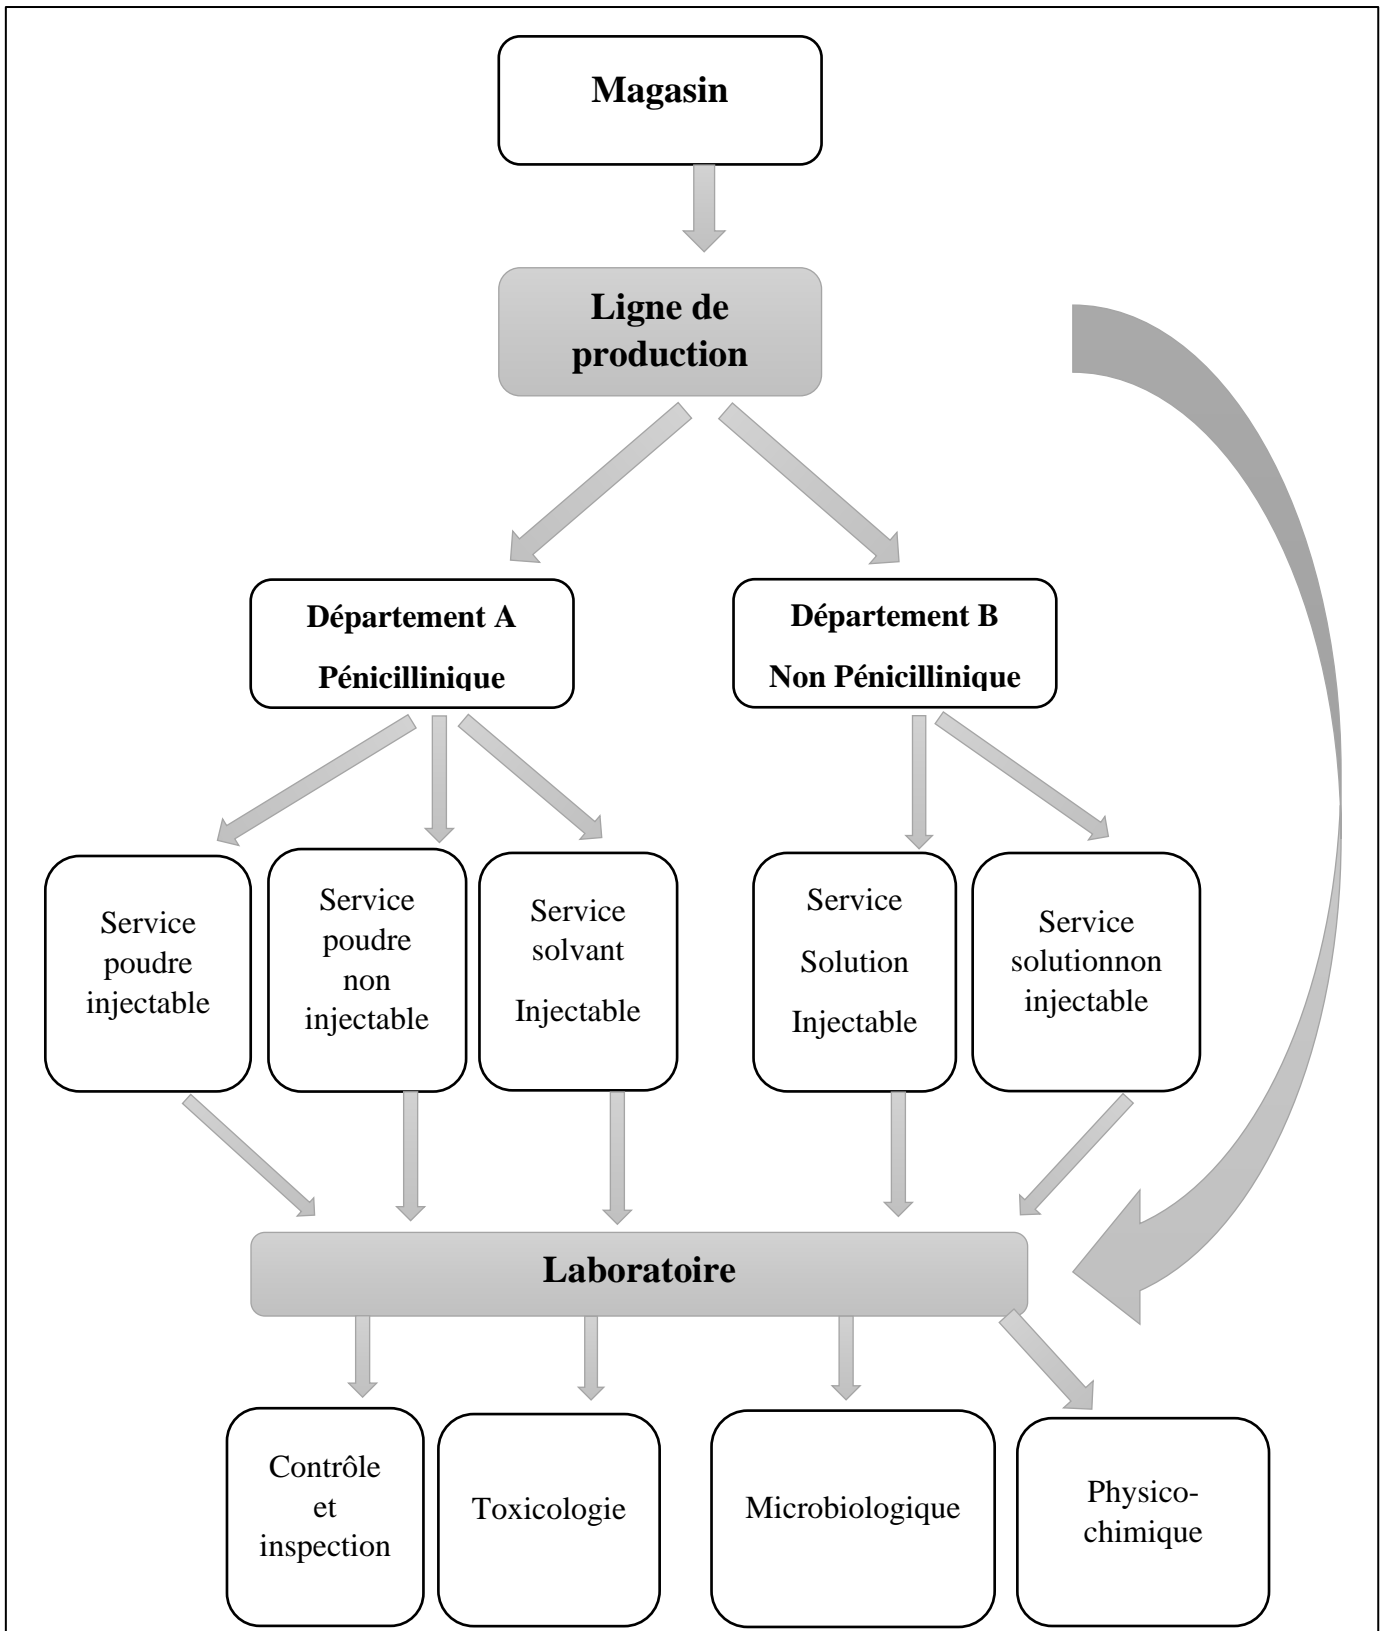 Magasin
Ligne de
production
Département A
Pénicillinique
Département B
Non Pénicillinique
Service
poudre
injectable
Service
poudre
non
injectable
Service
solvant
Injectable
Service
Solution
Injectable
Service
solutionnon
injectable
Laboratoire
Contrôle
et
inspection
Toxicologie
Microbiologique
Physico-
chimique